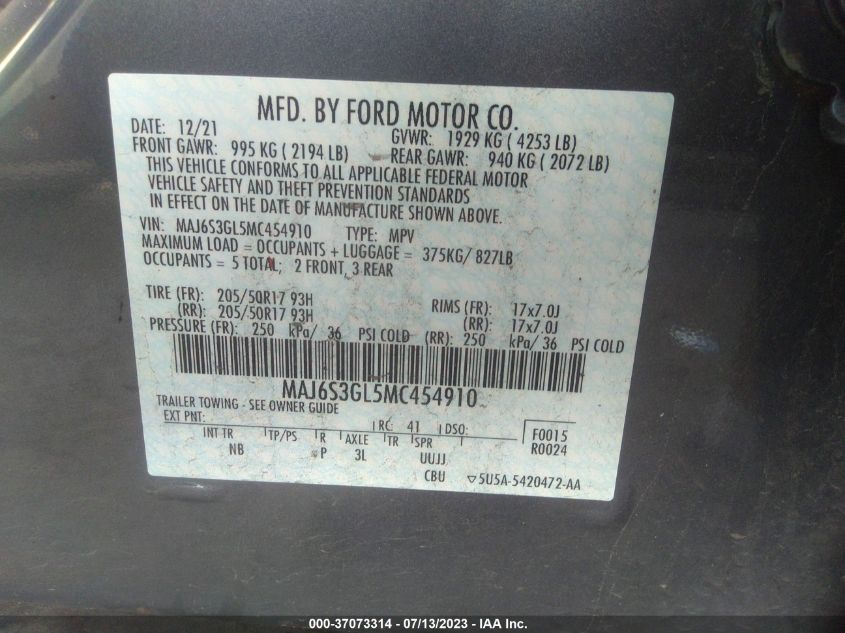 MFD. BY FORD MOTOR CO.
DATE: 12/21 GVWR: 1929 KG ( 4253 LB)
FRONT GAWR: 995 KG ( 2194 LB) REAR GAWR: 940 KG ( 2072 LB)
THIS VEHICLE CONFORMS TO ALL APPLICABLE FEDERAL MOTOR
VEHICLE SAFETY AND THEFT PREVENTION STANDARDS
IN EFFECT ON THE DATE OF MANUFACTURE SHOWN ABOVE.
VIN: MAJ6S3GL5MC454910 TYPE: MPV
MAXIMUM LOAD = OCCUPANTS + LUGGAGE = 375KG/ 827LB
OCCUPANTS = 5 TOTAL; 2 FRONT, 3 REAR
TIRE (FR): 205/50R17 93H RIMS (FR): 17x7.0J
(RR): 205/50R17 93H (RR): 17x7.0J
PRESSURE (FR): 250 kPa/ 36 PSI COLD (RR): 250 kPa/ 36 PSI COLD
MAJ6S3GL5MC454910
TRAILER TOWING - SEE OWNER GUIDE
EXT PNT: RC: 41 DSO: F0015
INT TR TP/PS R AXLE TR SPR R0024
NB P 3L UUJJ
CBU 5U5A-5420472-AA
000-37073314 - 07/13/2023 - IAA Inc.